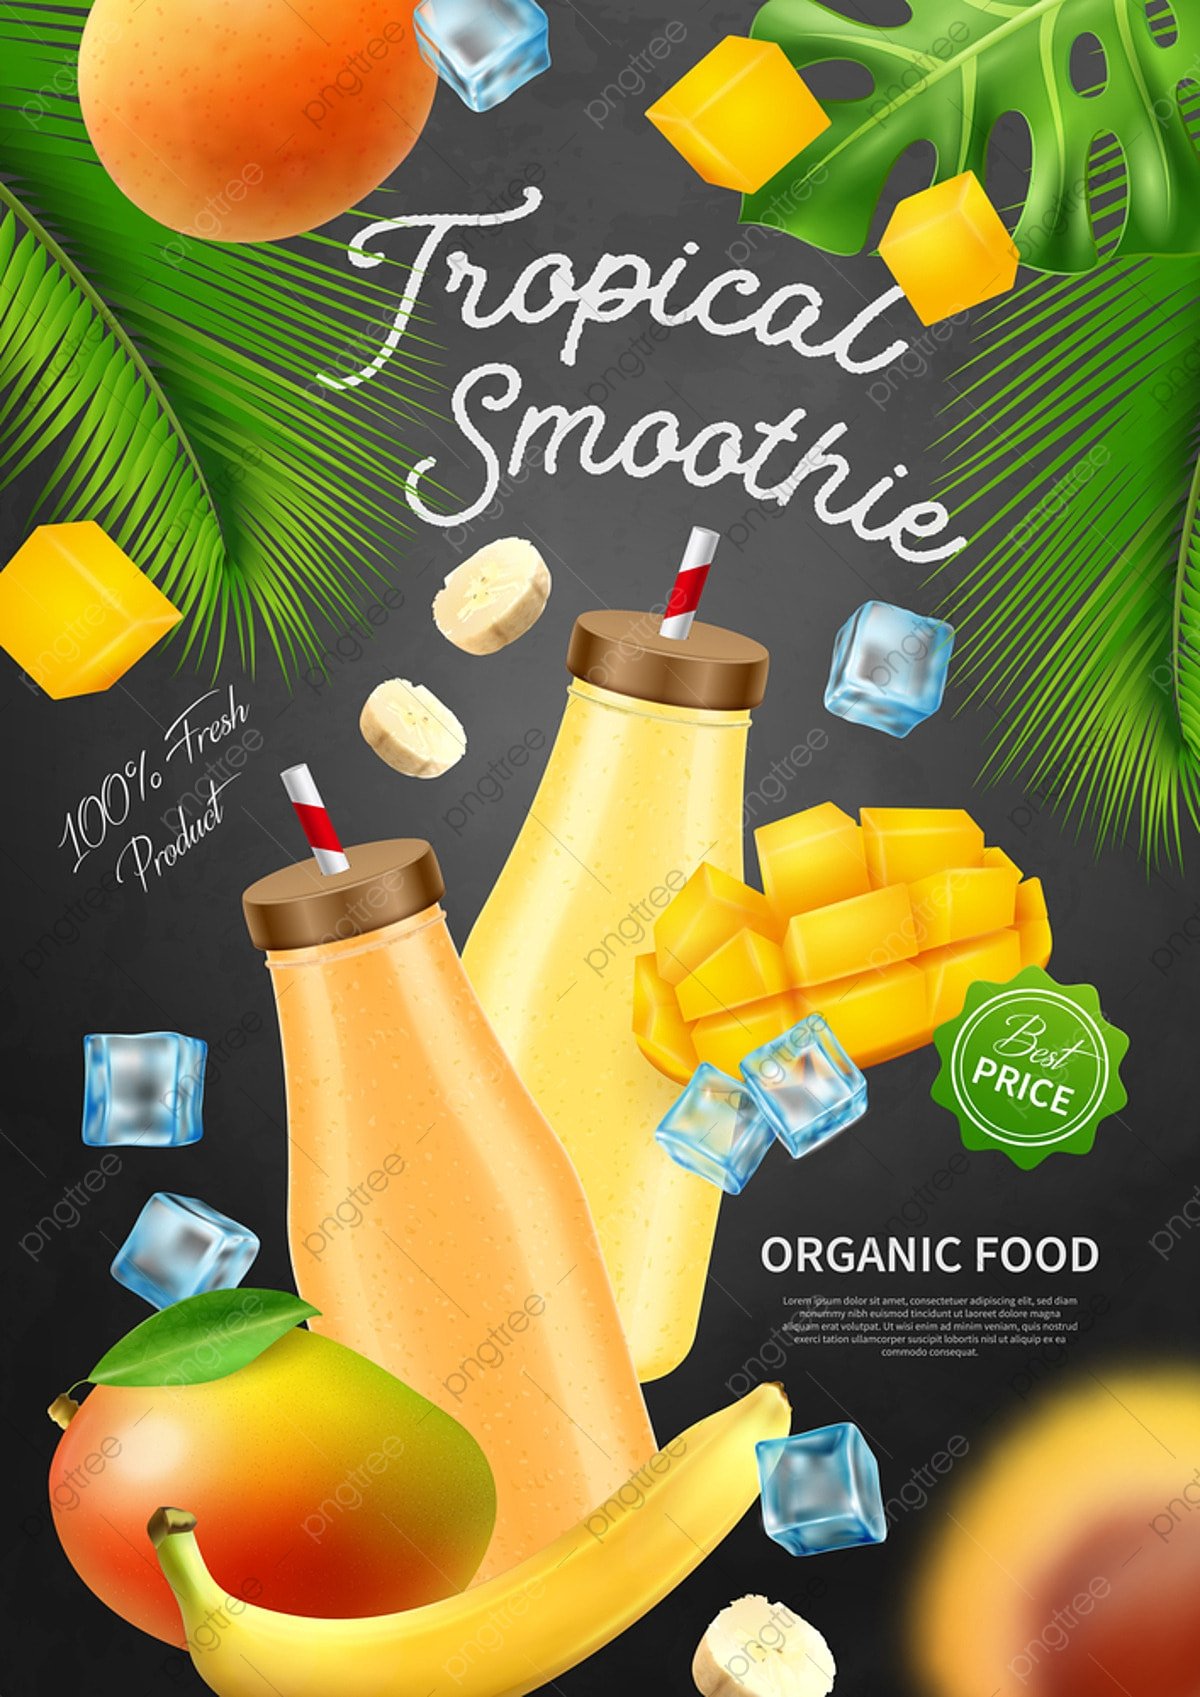 Tropical
Smoothie
100% Fresh
Product
Best
PRICE
ORGANIC FOOD
Lorem ipsum dolor sit amet, consectetuer adipiscing elit, sed diam
nonummy nibh euismod tincidunt ut laoreet dolore magna
aliquam erat volutpat. Ut wisi enim ad minim veniam, quis nostrud
exerci tation ullamcorper suscipit lobortis nisl ut aliquip ex ea
commodo consequat.
pngtree